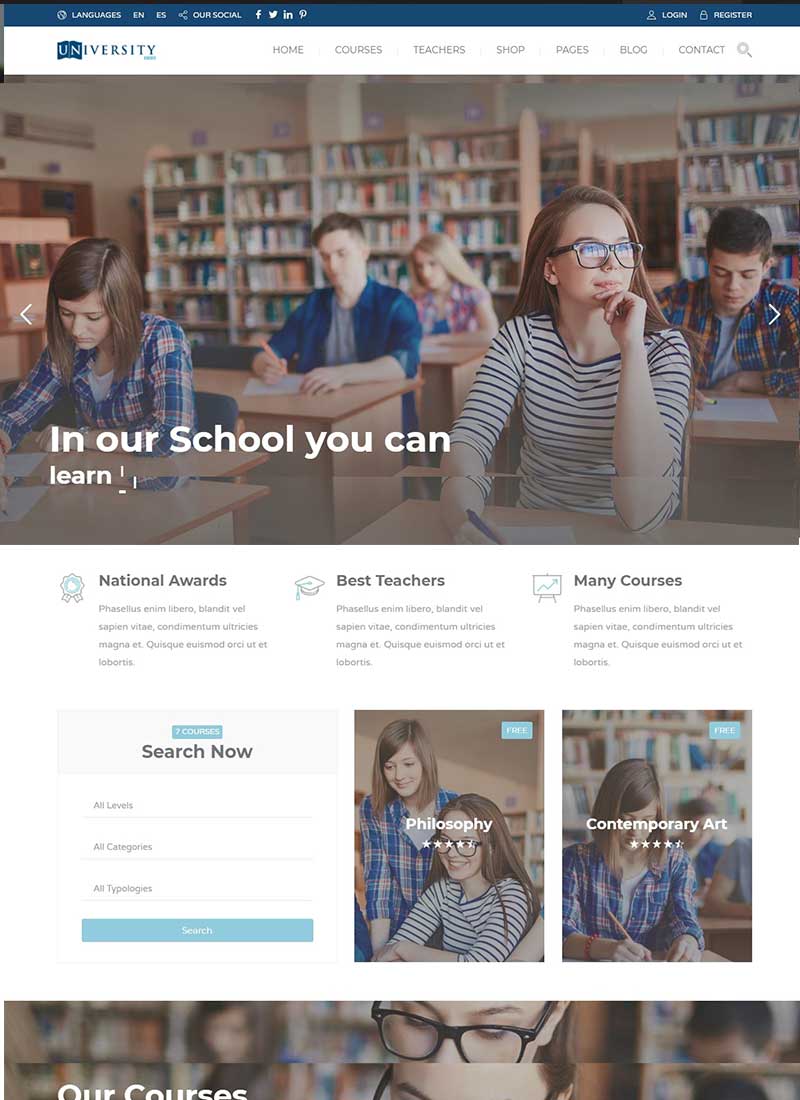 LANGUAGES EN ES OUR SOCIAL LOGIN REGISTER
UNIVERSITY HOME COURSES TEACHERS SHOP PAGES BLOG CONTACT
In our School you can
learn
National Awards
Phasellus enim libero, blandit vel
sapien vitae, condimentum ultricies
magna et. Quisque euismod orci ut et
lobortis.
Best Teachers
Phasellus enim libero, blandit vel
sapien vitae, condimentum ultricies
magna et. Quisque euismod orci ut et
lobortis.
Many Courses
Phasellus enim libero, blandit vel
sapien vitae, condimentum ultricies
magna et. Quisque euismod orci ut et
lobortis.
7 COURSES
Search Now
All Levels
All Categories
All Typologies
Search
FREE
Philosophy
FREE
Contemporary Art
Our Courses